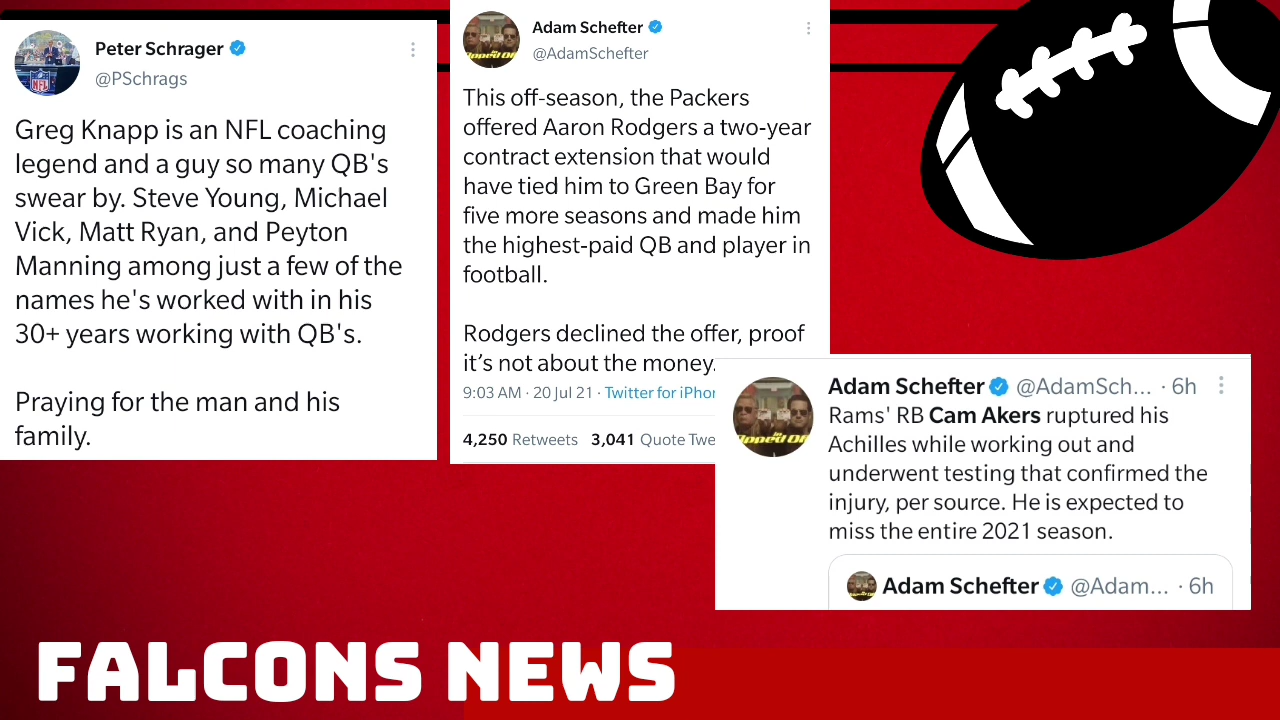 Peter Schrager
@PSchrags
Greg Knapp is an NFL coaching
legend and a guy so many QB's
swear by. Steve Young, Michael
Vick, Matt Ryan, and Peyton
Manning among just a few of the
names he's worked with in his
30+ years working with QB's.
Praying for the man and his
family.
Adam Schefter
@AdamSchefter
This off-season, the Packers
offered Aaron Rodgers a two-year
contract extension that would
have tied him to Green Bay for
five more seasons and made him
the highest-paid QB and player in
football.
Rodgers declined the offer, proof
it’s not about the money.
9:03 AM · 20 Jul 21 · Twitter for iPhon
4,250 Retweets 3,041 Quote Twe
Adam Schefter @AdamSch... · 6h
Rams' RB Cam Akers ruptured his
Achilles while working out and
underwent testing that confirmed the
injury, per source. He is expected to
miss the entire 2021 season.
Adam Schefter @Adam... · 6h
FALCONS NEWS